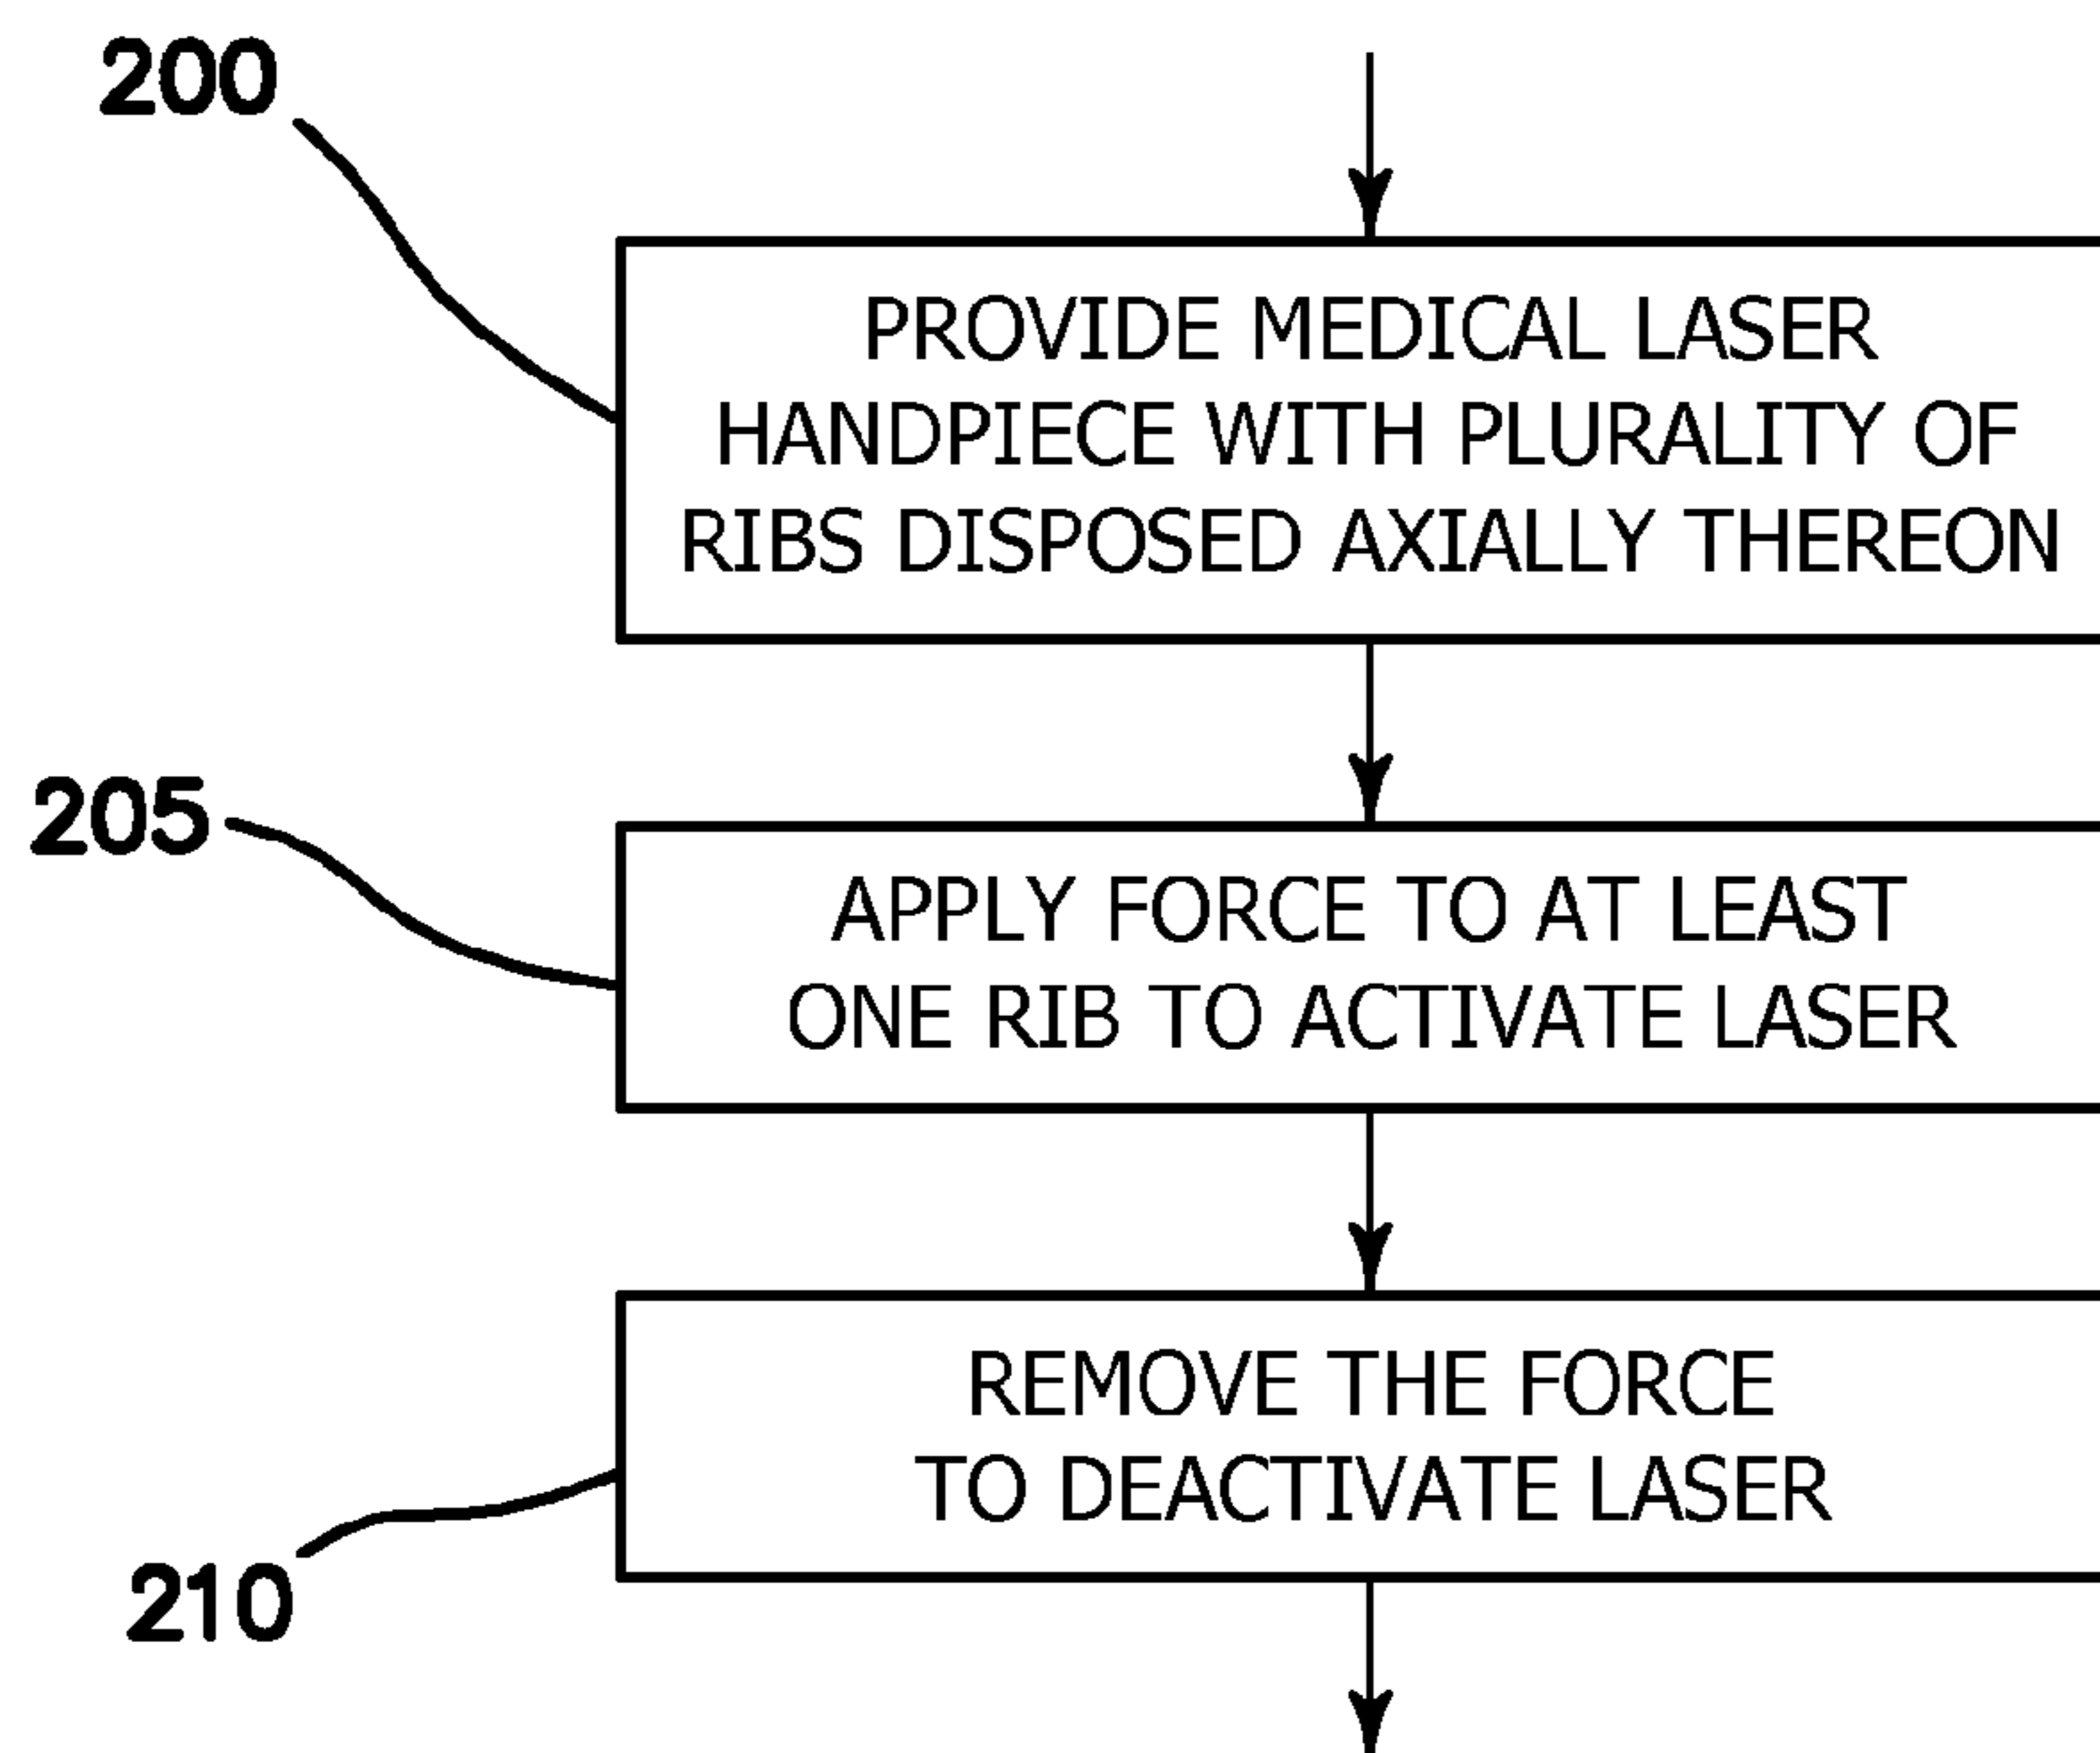 200
PROVIDE MEDICAL LASER
HANDPIECE WITH PLURALITY OF
RIBS DISPOSED AXIALLY THEREON
205
APPLY FORCE TO AT LEAST
ONE RIB TO ACTIVATE LASER
REMOVE THE FORCE
TO DEACTIVATE LASER
210